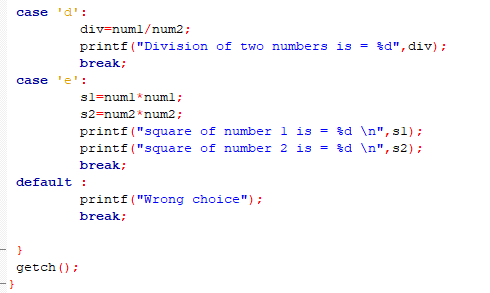 case 'd':
div=num1/num2;
printf("Division of two numbers is = %d",div);
break;
case 'e':
s1=num1*num1;
s2=num2*num2;
printf("square of number 1 is = %d \n",s1);
printf("square of number 2 is = %d \n",s2);
break;
default :
printf("Wrong choice");
break;
}
getch();
}